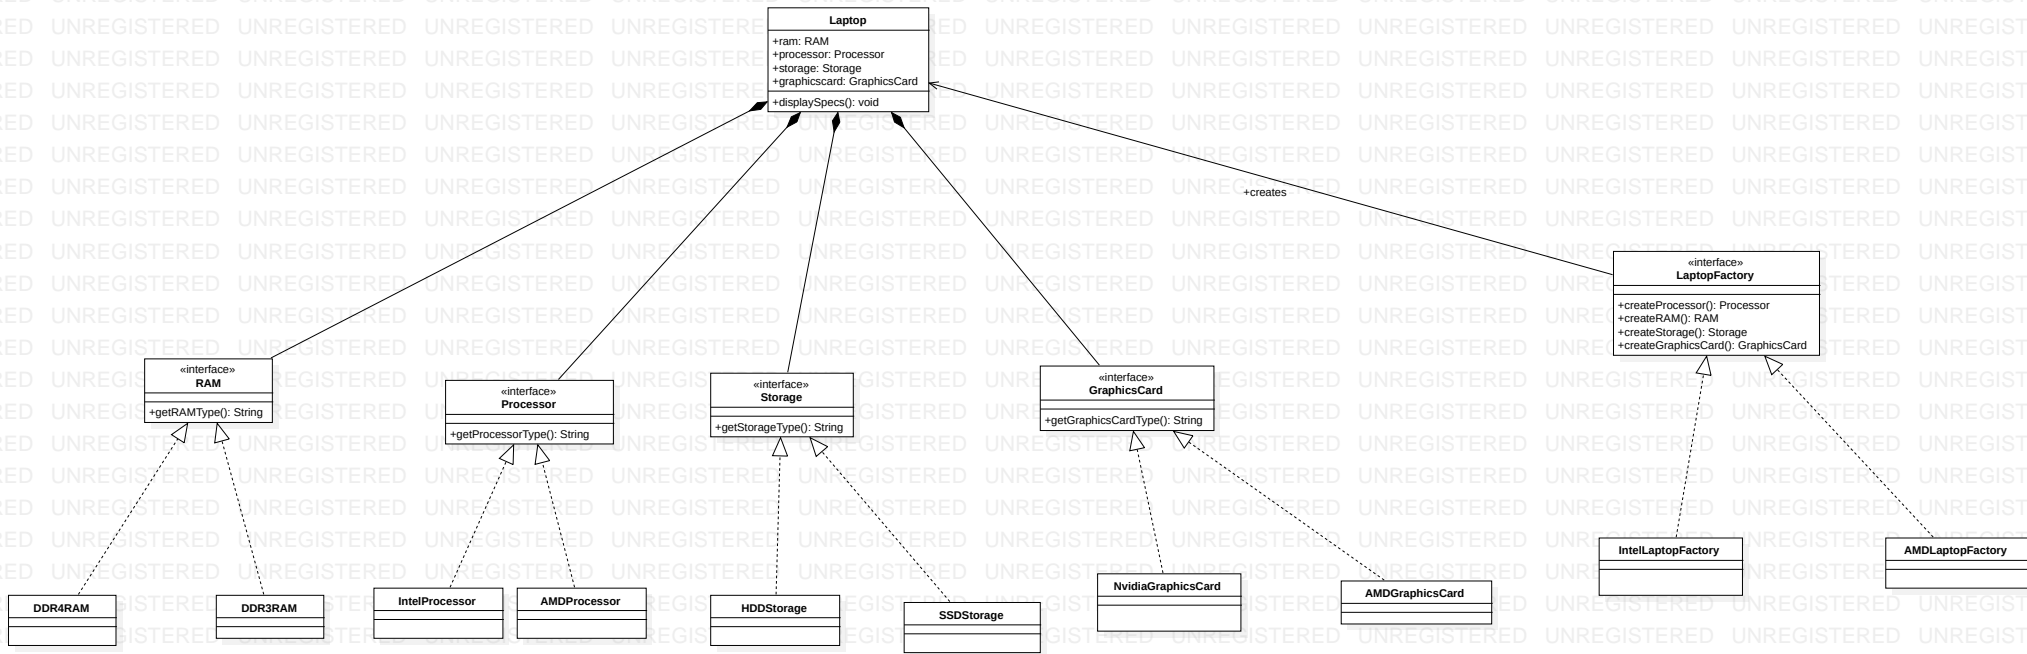 Laptop
+ram: RAM
+processor: Processor
+storage: Storage
+graphicscard: GraphicsCard
+displaySpecs(): void
+creates
«interface»
LaptopFactory
+createProcessor(): Processor
+createRAM(): RAM
+createStorage(): Storage
+createGraphicsCard(): GraphicsCard
«interface»
RAM
+getRAMType(): String
«interface»
Processor
+getProcessorType(): String
«interface»
Storage
+getStorageType(): String
«interface»
GraphicsCard
+getGraphicsCardType(): String
DDR4RAM
DDR3RAM
IntelProcessor
AMDProcessor
HDDStorage
SSDStorage
NvidiaGraphicsCard
AMDGraphicsCard
IntelLaptopFactory
AMDLaptopFactory
UNREGISTERED